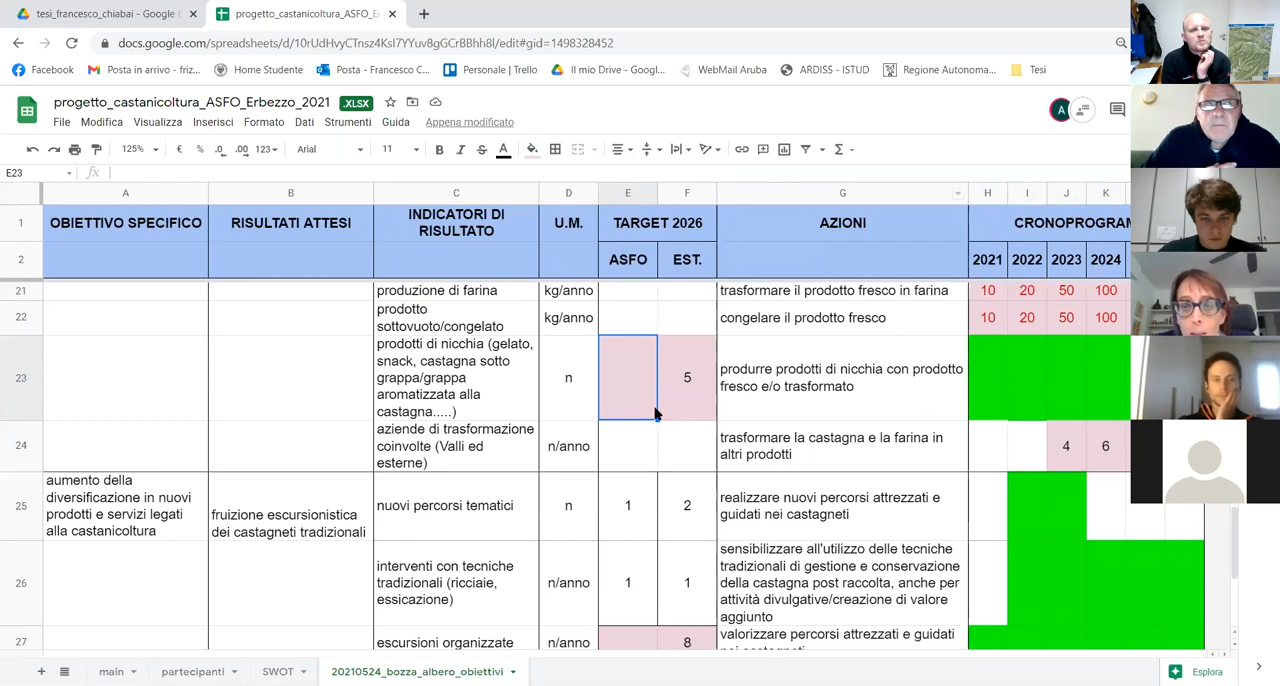 tesi_francesco_chiabai - Google D
progetto_castanicoltura_ASFO_E
docs.google.com/spreadsheets/d/10rUdHvyCTnsz4KsI7YYuv8gGCrBBhh8l/edit#gid=1498328452
Facebook
Posta in arrivo - friz...
Home Studente
Posta - Francesco C...
Personale | Trello
Il mio Drive - Googl...
WebMail Aruba
ARDISS - ISTUD
Regione Autonoma...
Tesi
progetto_castanicoltura_ASFO_Erbezzo_2021 .XLSX
File Modifica Visualizza Inserisci Formato Dati Strumenti Guida Appena modificato
A
125% € % .0 .00 123 Arial 11 B I S A
E23 fx
A B C D E F G H I J K
1 OBIETTIVO SPECIFICO RISULTATI ATTESI INDICATORI DI
RISULTATO U.M. TARGET 2026 AZIONI CRONOPROGRAM
2 ASFO EST. 2021 2022 2023 2024
21 produzione di farina kg/anno trasformare il prodotto fresco in farina 10 20 50 100
22 prodotto
sottovuoto/congelato kg/anno congelare il prodotto fresco 10 20 50 100
23 prodotti di nicchia (gelato,
snack, castagna sotto
grappa/grappa
aromatizzata alla
castagna.....) n 5 produrre prodotti di nicchia con prodotto
fresco e/o trasformato
24 aziende di trasformazione
coinvolte (Valli ed
esterne) n/anno trasformare la castagna e la farina in
altri prodotti 4 6
25 aumento della
diversificazione in nuovi
prodotti e servizi legati
alla castanicoltura
fruizione escursionistica
dei castagneti tradizionali
nuovi percorsi tematici n 1 2 realizzare nuovi percorsi attrezzati e
guidati nei castagneti
26 interventi con tecniche
tradizionali (ricciaie,
essicazione) n/anno 1 1 sensibilizzare all'utilizzo delle tecniche
tradizionali di gestione e conservazione
della castagna post raccolta, anche per
attività divulgative/creazione di valore
aggiunto
27 escursioni organizzate n/anno 8 valorizzare percorsi attrezzati e guidati
main partecipanti SWOT 20210524_bozza_albero_obiettivi Esplora